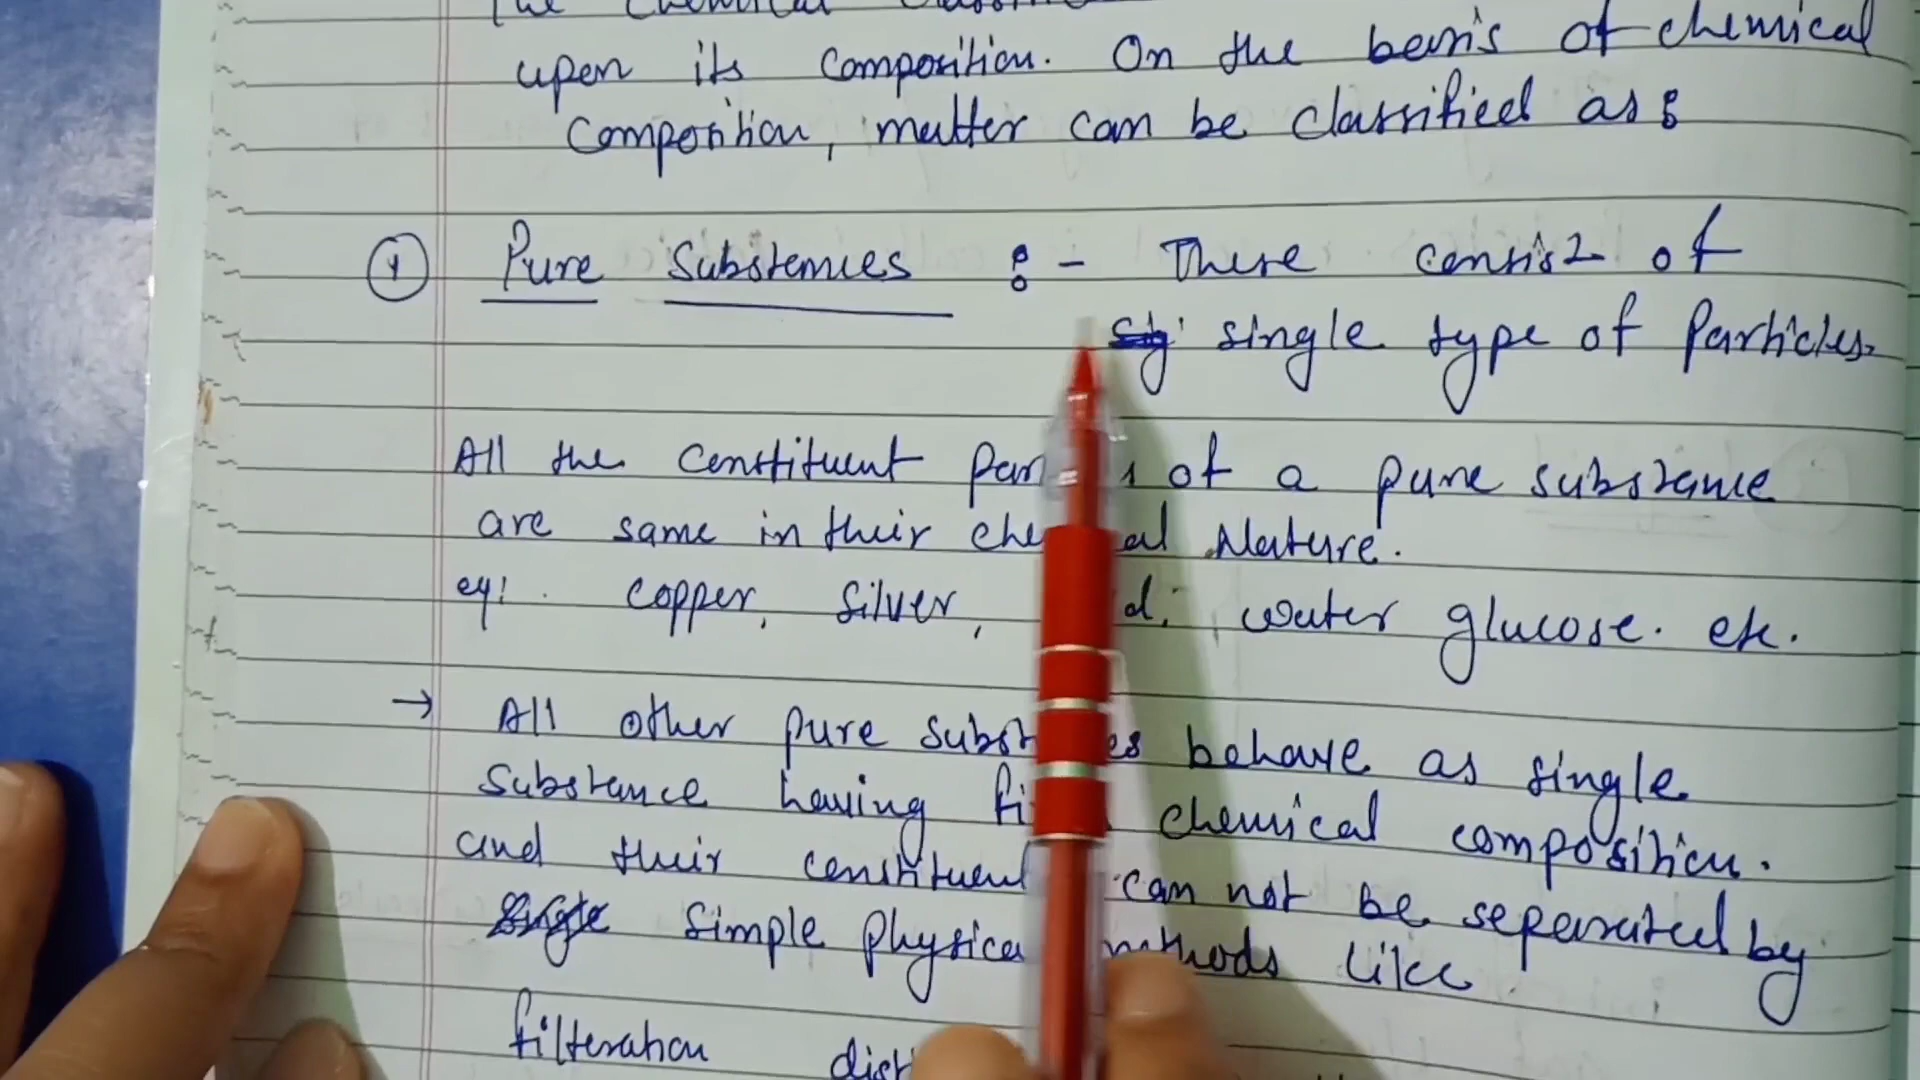 The Chemical
upon its composition. On the basis of chemical
Composition, matter can be classified as :
① Pure Substances :- These consist of
single type of Particles.
All the constituent of a pure substance
are same in their Nature.
eg: Copper, Silver, water glucose. etc.
→ All other pure behave as single
Substance having chemical composition.
and their can not be separated by
Simple methods like
filteration